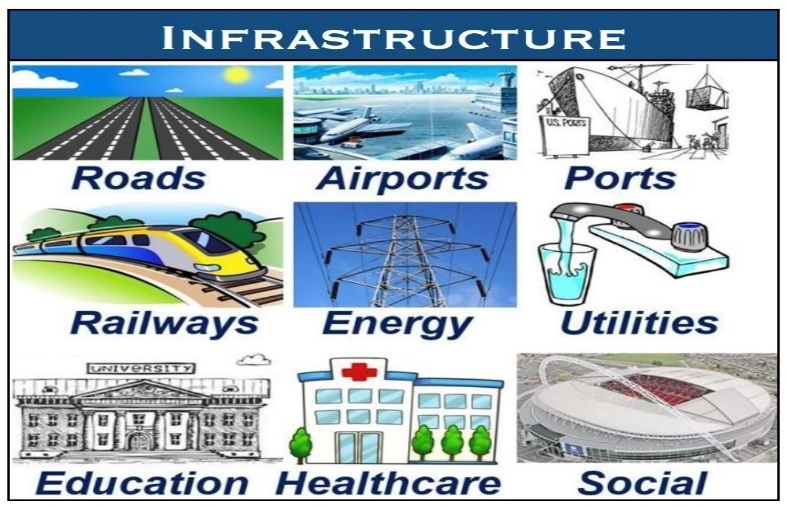 INFRASTRUCTURE
U.S. PORTS
Roads Airports Ports
Railways Energy Utilities
UNIVERSITY
Education Healthcare Social